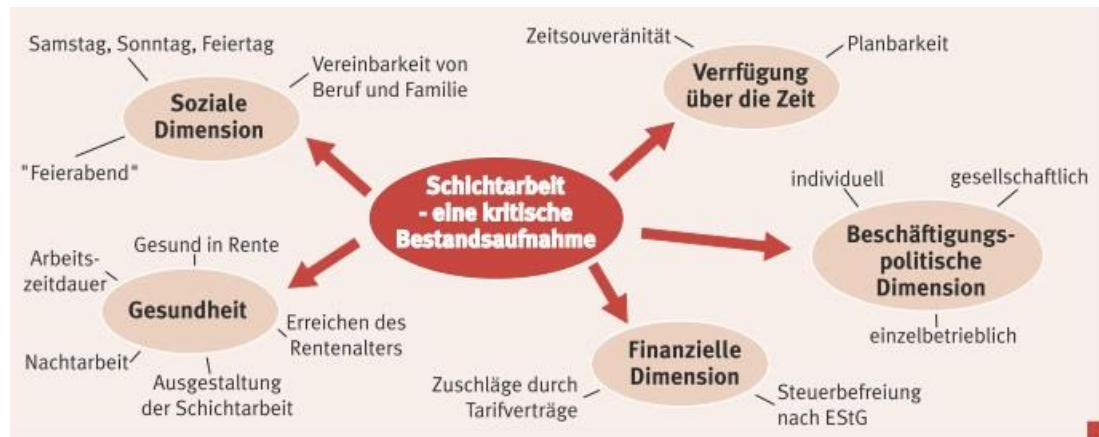 Samstag, Sonntag, Feiertag
Vereinbarkeit von
Beruf und Familie
Soziale
Dimension
"Feierabend"
Zeitsouveränität
Planbarkeit
Verrfügung
über die Zeit
Schichtarbeit
- eine kritische
Bestandsaufnahme
individuell
gesellschaftlich
Beschäftigungs-
politische
Dimension
einzelbetrieblich
Gesund in Rente
Arbeits-
zeitdauer
Gesundheit
Erreichen des
Rentenalters
Nachtarbeit
Ausgestaltung
der Schichtarbeit
Finanzielle
Dimension
Zuschläge durch
Tarifverträge
Steuerbefreiung
nach EStG